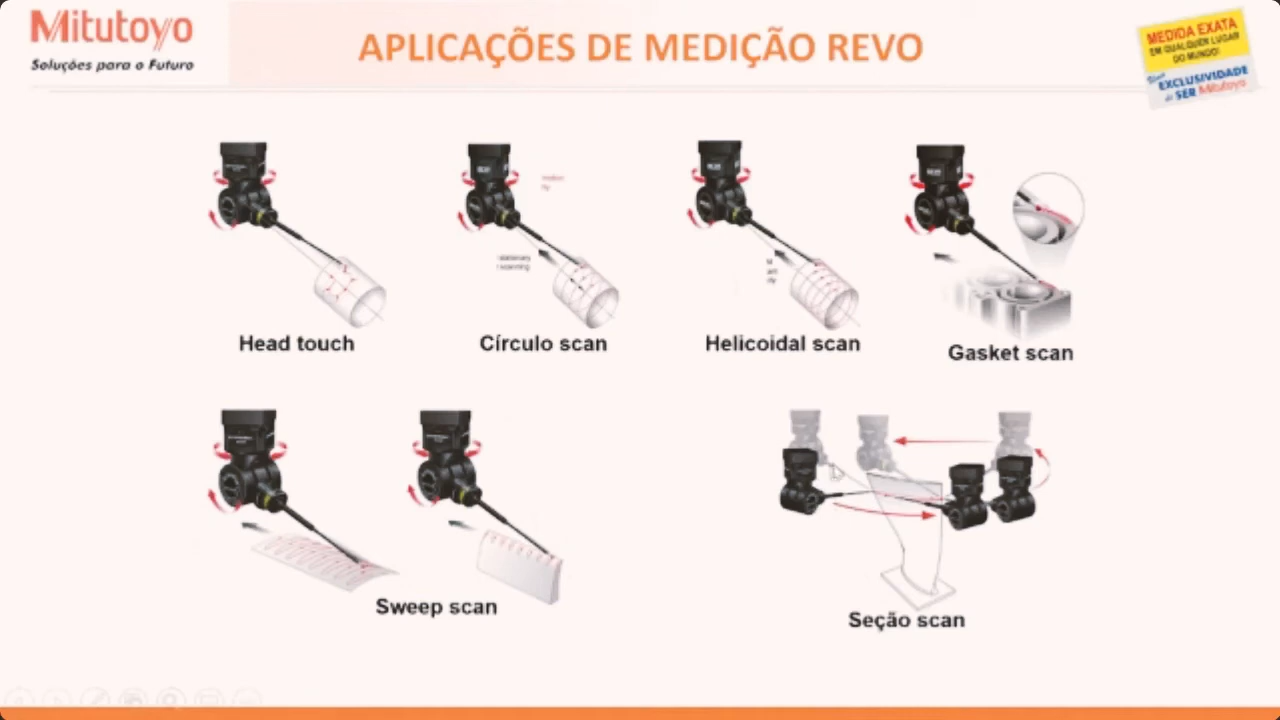 Mitutoyo
Soluções para o Futuro
APLICAÇÕES DE MEDIÇÃO REVO
MEDIDA EXATA
EM QUALQUER LUGAR
DO MUNDO!
EXCLUSIVIDADE
de SER Mitutoyo
Head touch
Círculo scan
Helicoidal scan
Gasket scan
Sweep scan
Seção scan